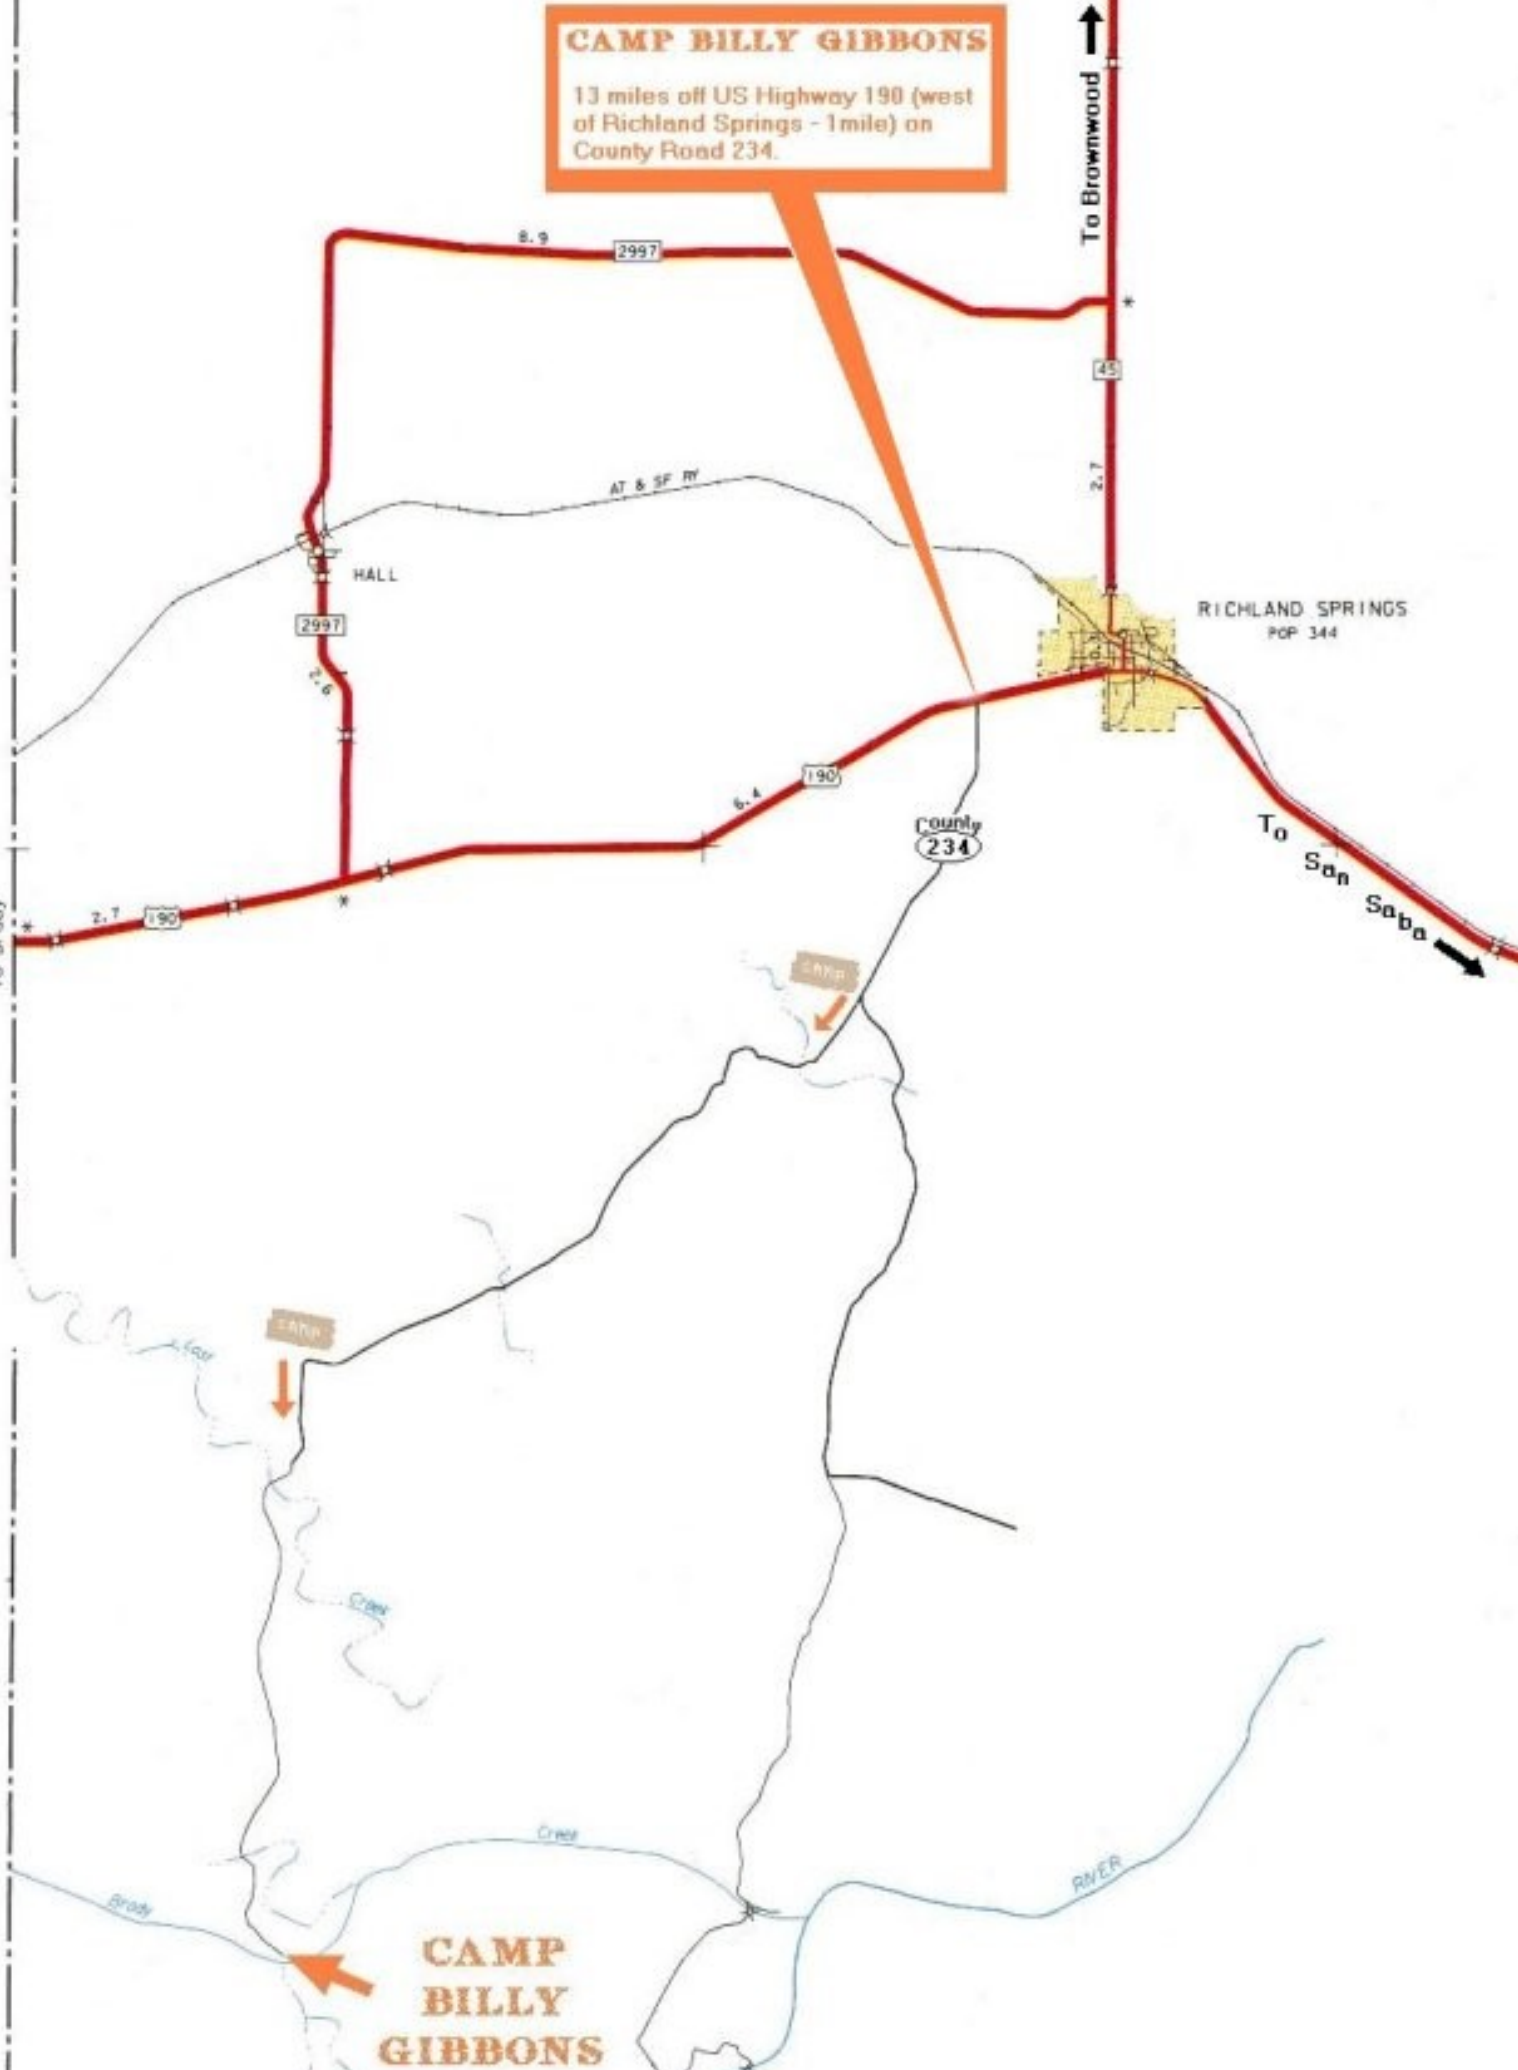 CAMP BILLY GIBBONS
13 miles off US Highway 190 (west
of Richland Springs - 1mile) on
County Road 234.
To Brownwood
8.9
2997
45
2.7
AT & SF RY
HALL
2997
2.6
RICHLAND SPRINGS
POP 344
190
6.4
County
234
To San Saba
2.7
190
CAMP
CAMP
Creek
Creek
RIVER
Brady
CAMP
BILLY
GIBBONS